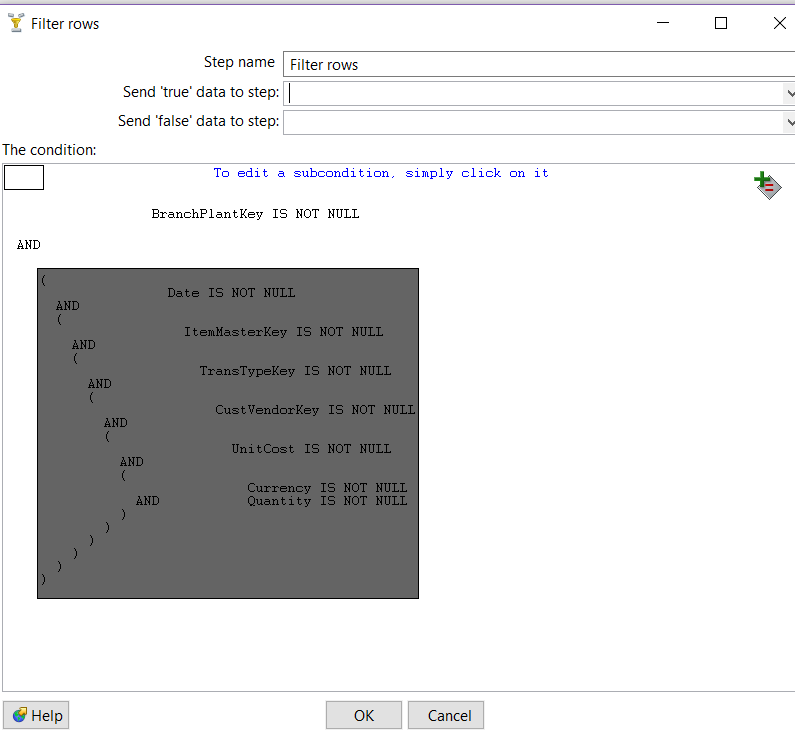 Filter rows
Step name Filter rows
Send 'true' data to step:
Send 'false' data to step:
The condition:
To edit a subcondition, simply click on it
BranchPlantKey IS NOT NULL
AND
(
Date IS NOT NULL
AND
(
ItemMasterKey IS NOT NULL
AND
(
TransTypeKey IS NOT NULL
AND
(
CustVendorKey IS NOT NULL
AND
(
UnitCost IS NOT NULL
AND
(
Currency IS NOT NULL
AND Quantity IS NOT NULL
)
)
)
)
)
)
Help OK Cancel